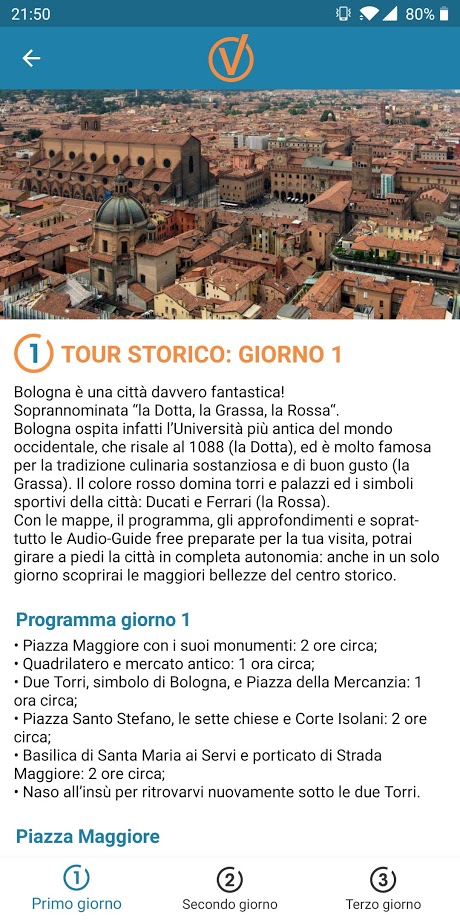 21:50
80%
V
1 TOUR STORICO: GIORNO 1
Bologna è una città davvero fantastica!
Soprannominata “la Dotta, la Grassa, la Rossa“.
Bologna ospita infatti l’Università più antica del mondo
occidentale, che risale al 1088 (la Dotta), ed è molto famosa
per la tradizione culinaria sostanziosa e di buon gusto (la
Grassa). Il colore rosso domina torri e palazzi ed i simboli
sportivi della città: Ducati e Ferrari (la Rossa).
Con le mappe, il programma, gli approfondimenti e soprat-
tutto le Audio-Guide free preparate per la tua visita, potrai
girare a piedi la città in completa autonomia: anche in un solo
giorno scoprirai le maggiori bellezze del centro storico.
Programma giorno 1
• Piazza Maggiore con i suoi monumenti: 2 ore circa;
• Quadrilatero e mercato antico: 1 ora circa;
• Due Torri, simbolo di Bologna, e Piazza della Mercanzia: 1
ora circa;
• Piazza Santo Stefano, le sette chiese e Corte Isolani: 2 ore
circa;
• Basilica di Santa Maria ai Servi e porticato di Strada
Maggiore: 2 ore circa;
• Naso all’insù per ritrovarvi nuovamente sotto le due Torri.
Piazza Maggiore
1 2 3
Primo giorno Secondo giorno Terzo giorno